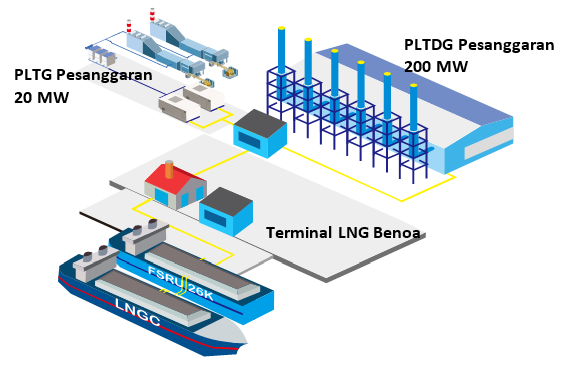 PLTG Pesanggaran
20 MW
PLTDG Pesanggaran
200 MW
Terminal LNG Benoa
FSRU 26K
LNGC